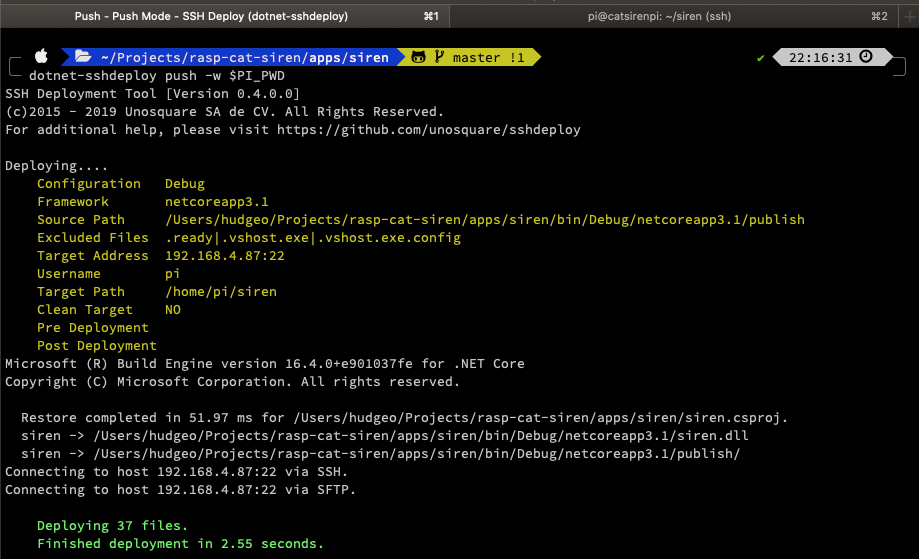 Push - Push Mode - SSH Deploy (dotnet-sshdeploy) ⌘1 pi@catsirenpi: ~/siren (ssh) ⌘2
~/Projects/rasp-cat-siren/apps/siren master !1 ✔ 22:16:31
dotnet-sshdeploy push -w $PI_PWD
SSH Deployment Tool [Version 0.4.0.0]
(c)2015 - 2019 Unosquare SA de CV. All Rights Reserved.
For additional help, please visit https://github.com/unosquare/sshdeploy
Deploying....
Configuration Debug
Framework netcoreapp3.1
Source Path /Users/hudgeo/Projects/rasp-cat-siren/apps/siren/bin/Debug/netcoreapp3.1/publish
Excluded Files .ready|.vshost.exe|.vshost.exe.config
Target Address 192.168.4.87:22
Username pi
Target Path /home/pi/siren
Clean Target NO
Pre Deployment
Post Deployment
Microsoft (R) Build Engine version 16.4.0+e901037fe for .NET Core
Copyright (C) Microsoft Corporation. All rights reserved.
Restore completed in 51.97 ms for /Users/hudgeo/Projects/rasp-cat-siren/apps/siren/siren.csproj.
siren -> /Users/hudgeo/Projects/rasp-cat-siren/apps/siren/bin/Debug/netcoreapp3.1/siren.dll
siren -> /Users/hudgeo/Projects/rasp-cat-siren/apps/siren/bin/Debug/netcoreapp3.1/publish/
Connecting to host 192.168.4.87:22 via SSH.
Connecting to host 192.168.4.87:22 via SFTP.
Deploying 37 files.
Finished deployment in 2.55 seconds.